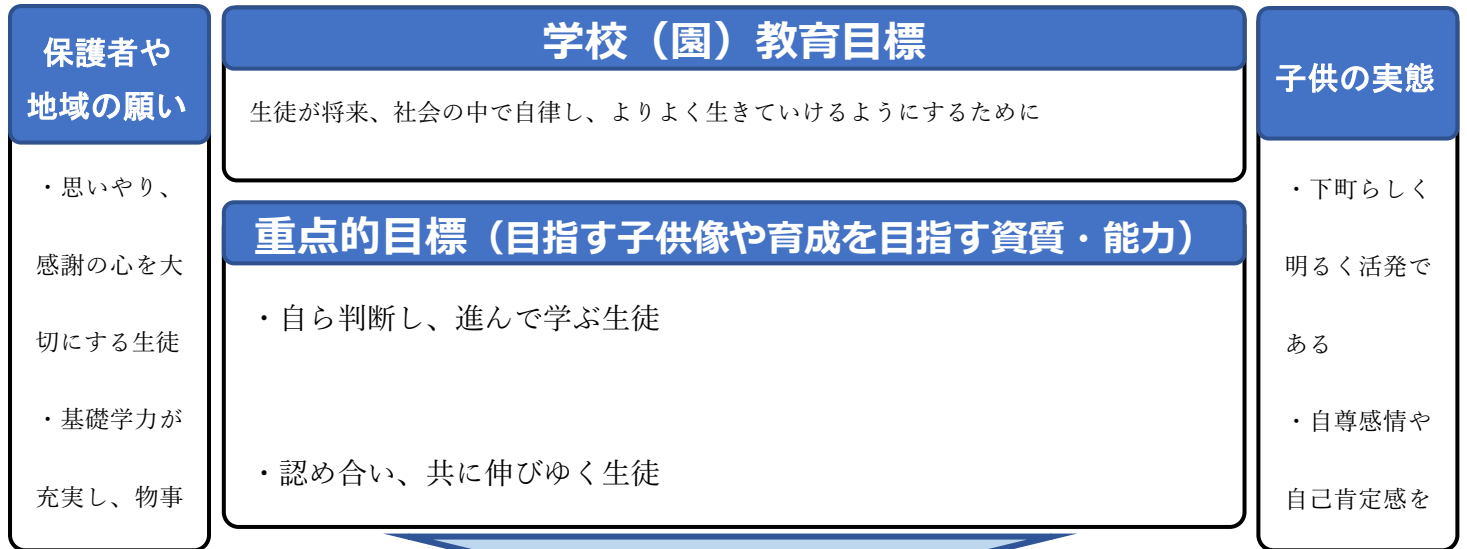 保護者や
地域の願い
・思いやり、
感謝の心を大
切にする生徒
・基礎学力が
充実し、物事
学校（園）教育目標
生徒が将来、社会の中で自律し、よりよく生きていけるようにするために
重点的目標（目指す子供像や育成を目指す資質・能力）
・自ら判断し、進んで学ぶ生徒
・認め合い、共に伸びゆく生徒
子供の実態
・下町らしく
明るく活発で
ある
・自尊感情や
自己肯定感を